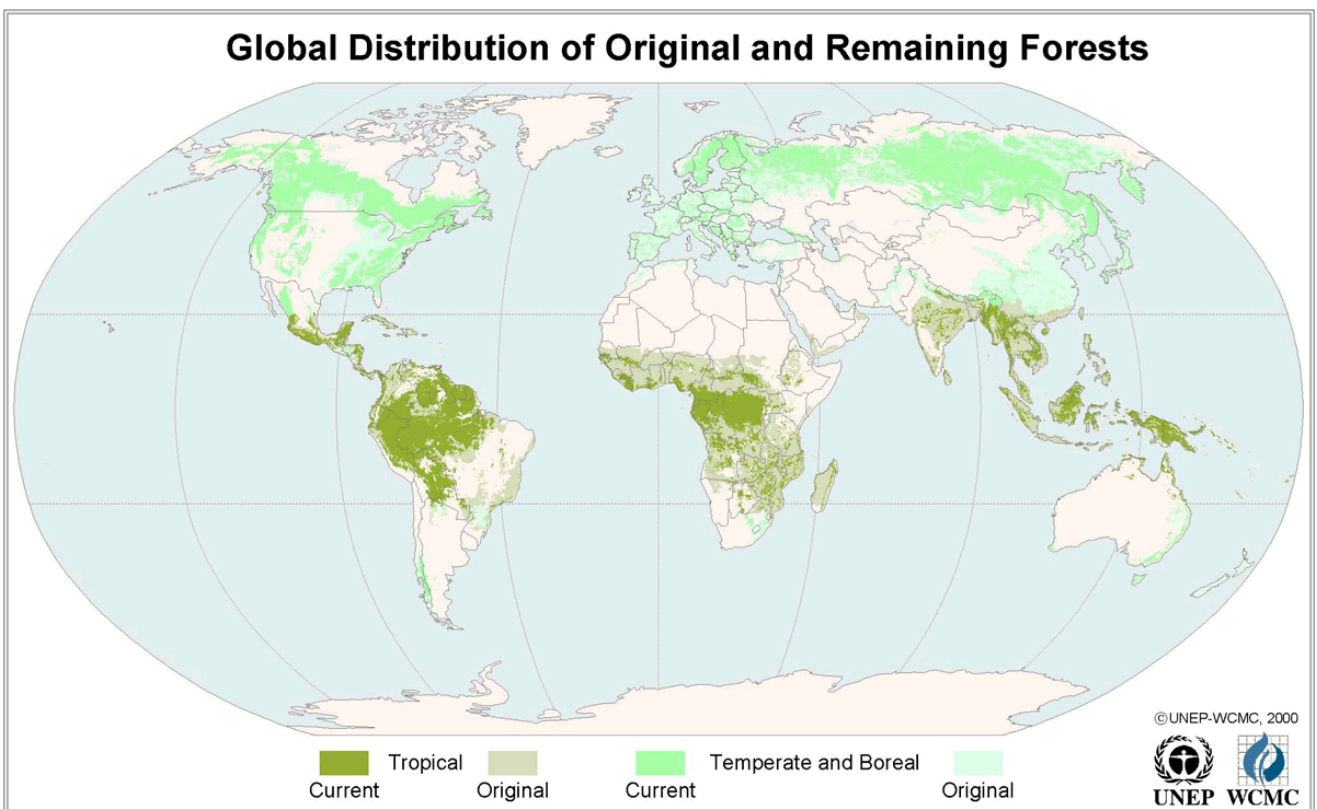 Global Distribution of Original and Remaining Forests
©UNEP-WCMC, 2000
Tropical
Temperate and Boreal
Current
Original
Current
Original
UNEP WCMC